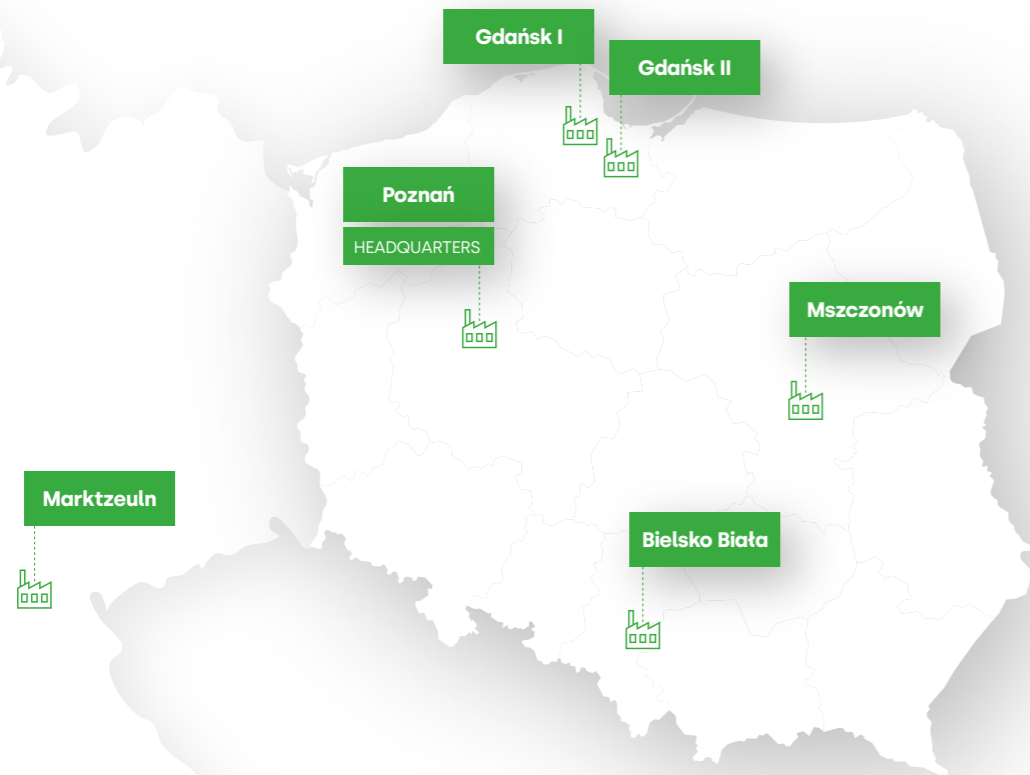 Gdańsk I
Gdańsk II
Poznań
HEADQUARTERS
Mszczonów
Marktzeuln
Bielsko Biała